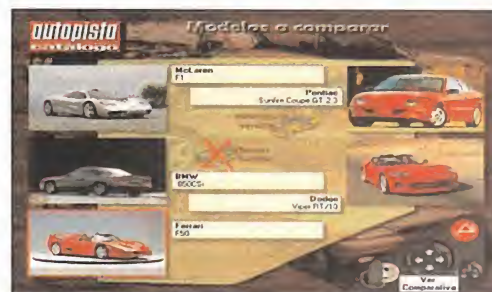 autopista
catálogo
Modelos a comparar
McLaren
F1
Pontiac
Sunfire Coupe GT 2.3
BMW
850CSi
Dodge
Viper RT/10
Ferrari
F50
Ver
Comparativa